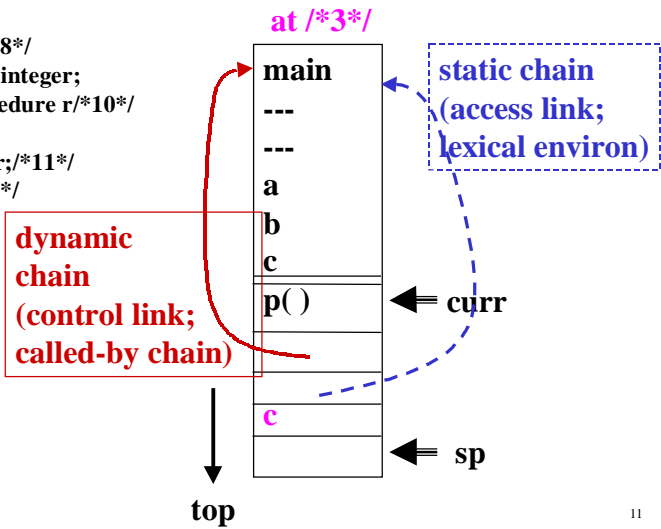 at /*3*/
8*/
integer;
edure r/*10*/
r;/*11*/
*/
main
---
---
a
b
c
p( )
c
static chain
(access link;
lexical environ)
dynamic
chain
(control link;
called-by chain)
curr
sp
top
11